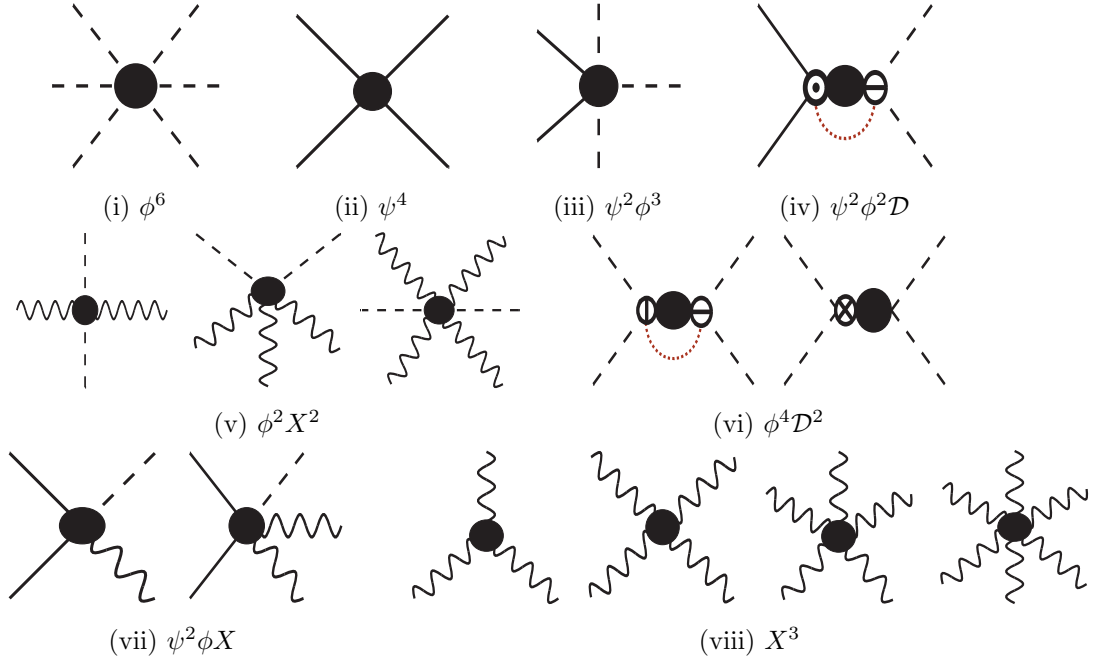 (i) ϕ⁶ (ii) ψ⁴ (iii) ψ²ϕ³ (iv) ψ²ϕ²𝒟
(v) ϕ²X² (vi) ϕ⁴𝒟²
(vii) ψ²ϕX (viii) X³